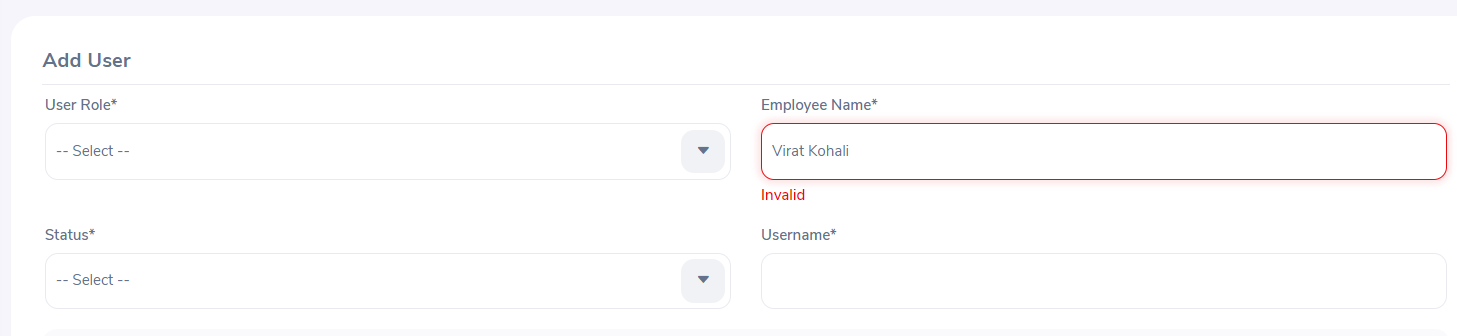 Add User
User Role*
Employee Name*
-- Select --
Virat Kohali
Invalid
Status*
Username*
-- Select --